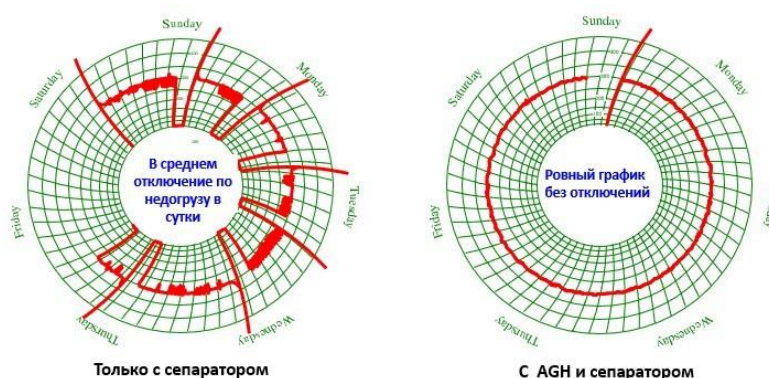 Sunday
Monday
Tuesday
Wednesday
Thursday
Friday
Saturday
В среднем
отключение по
недогрузу в
сутки
Только с сепаратором
Sunday
Monday
Wednesday
Thursday
Friday
Saturday
Ровный график
без отключений
С AGH и сепаратором